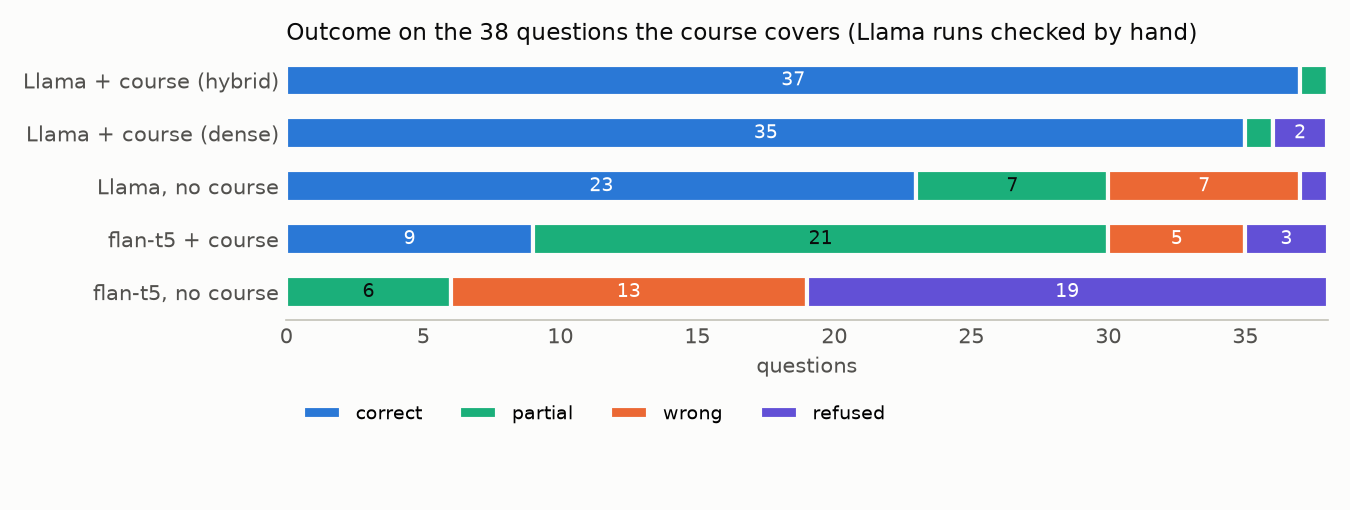 Outcome on the 38 questions the course covers (Llama runs checked by hand)
Llama + course (hybrid) 37
Llama + course (dense) 35 2
Llama, no course 23 7 7
flan-t5 + course 9 21 5 3
flan-t5, no course 6 13 19
0 5 10 15 20 25 30 35
questions
correct partial wrong refused